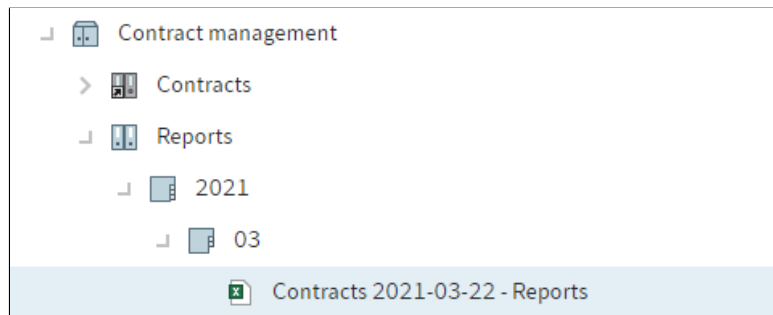 Contract management
Contracts
Reports
2021
03
Contracts 2021-03-22 - Reports